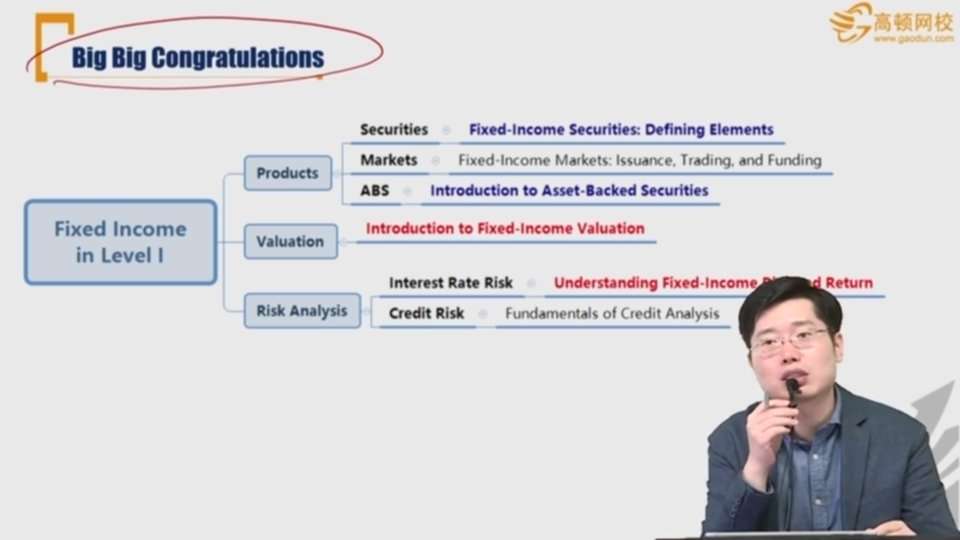 Big Big Congratulations
高顿网校
www.gaodun.com
Securities
Fixed-Income Securities: Defining Elements
Products
Markets
Fixed-Income Markets: Issuance, Trading, and Funding
ABS
Introduction to Asset-Backed Securities
Fixed Income
in Level I
Valuation
Introduction to Fixed-Income Valuation
Risk Analysis
Interest Rate Risk
Understanding Fixed-Income Return
Credit Risk
Fundamentals of Credit Analysis